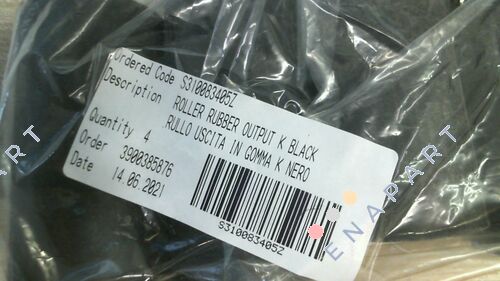 Ordered Code S310083405Z
Description ROLLER RUBBER OUTPUT K BLACK
RULLO USCITA IN GOMMA K NERO
Quantity 4
Order 3900385876
Date 14.06.2021
S310083405Z
ENAPART
ENAPART